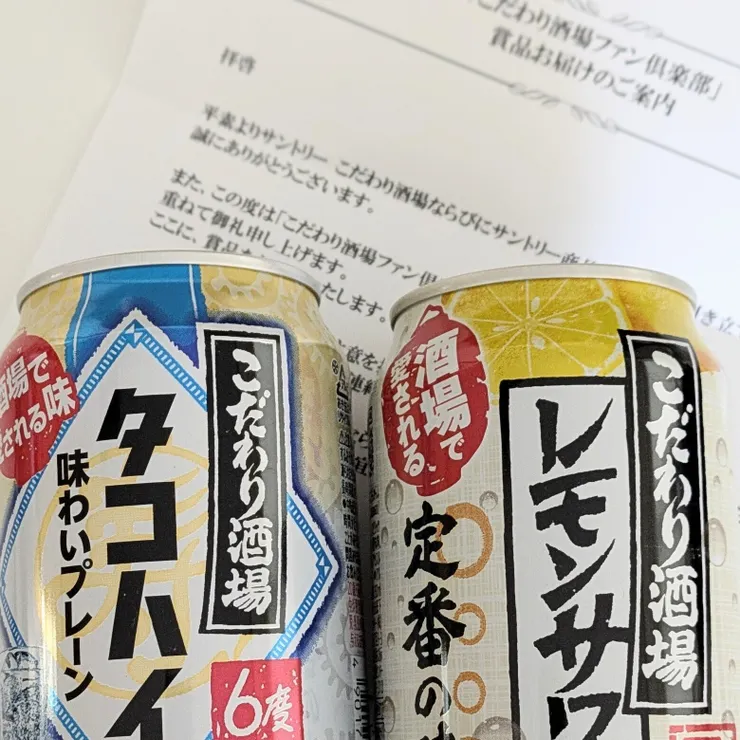 こだわり酒場ファン倶楽部」
賞品お届けのご案内
拝啓
平素よりサントリー こだわり酒場ならびにサントリー商
誠にありがとうございます。
また、この度は「こだわり酒場ファン倶
重ねて御礼申し上げます。
ここに、賞品
たします。
き立
酒場で
される味
こだわり酒場
タコハイ
味わいプレーン
6度
酒場で
愛される
こだわり酒場
レモンサワ
定番の